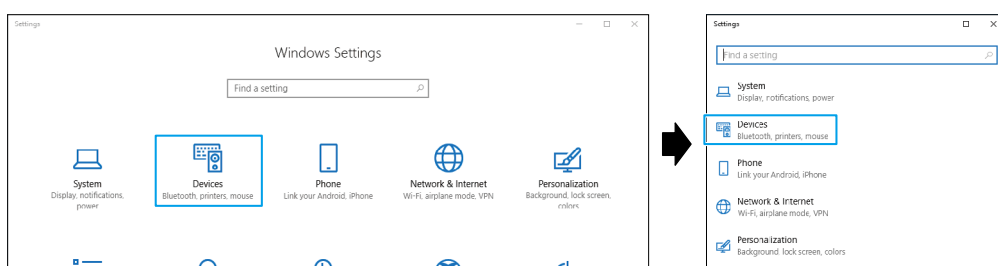 Settings
Windows Settings
Find a setting
System
Display, notifications,
power
Devices
Bluetooth, printers, mouse
Phone
Link your Android, iPhone
Network & Internet
Wi-Fi, airplane mode, VPN
Personalization
Background, lock screen,
colors
Settings
Find a setting
System
Display, notifications, power
Devices
Bluetooth, printers, mouse
Phone
Link your Android, iPhone
Network & Internet
Wi-Fi, airplane mode, VPN
Personalization
Background, lock screen, colors